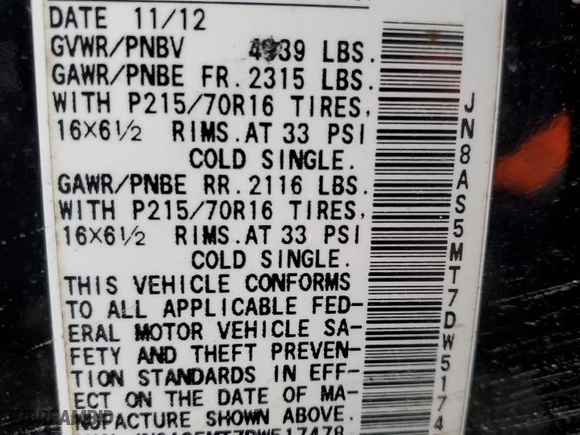 DATE 11/12
GVWR/PNBV 4939 LBS.
GAWR/PNBE FR. 2315 LBS.
WITH P215/70R16 TIRES,
16×6½ RIMS. AT 33 PSI
COLD SINGLE.
GAWR/PNBE RR. 2116 LBS.
WITH P215/70R16 TIRES,
16×6½ RIMS. AT 33 PSI
COLD SINGLE.
THIS VEHICLE CONFORMS
TO ALL APPLICABLE FED-
ERAL MOTOR VEHICLE SA-
FETY AND THEFT PREVEN-
TION STANDARDS IN EFF-
ECT ON THE DATE OF MA-
NUFACTURE SHOWN ABOVE.
JN8AS5MT7DW5174